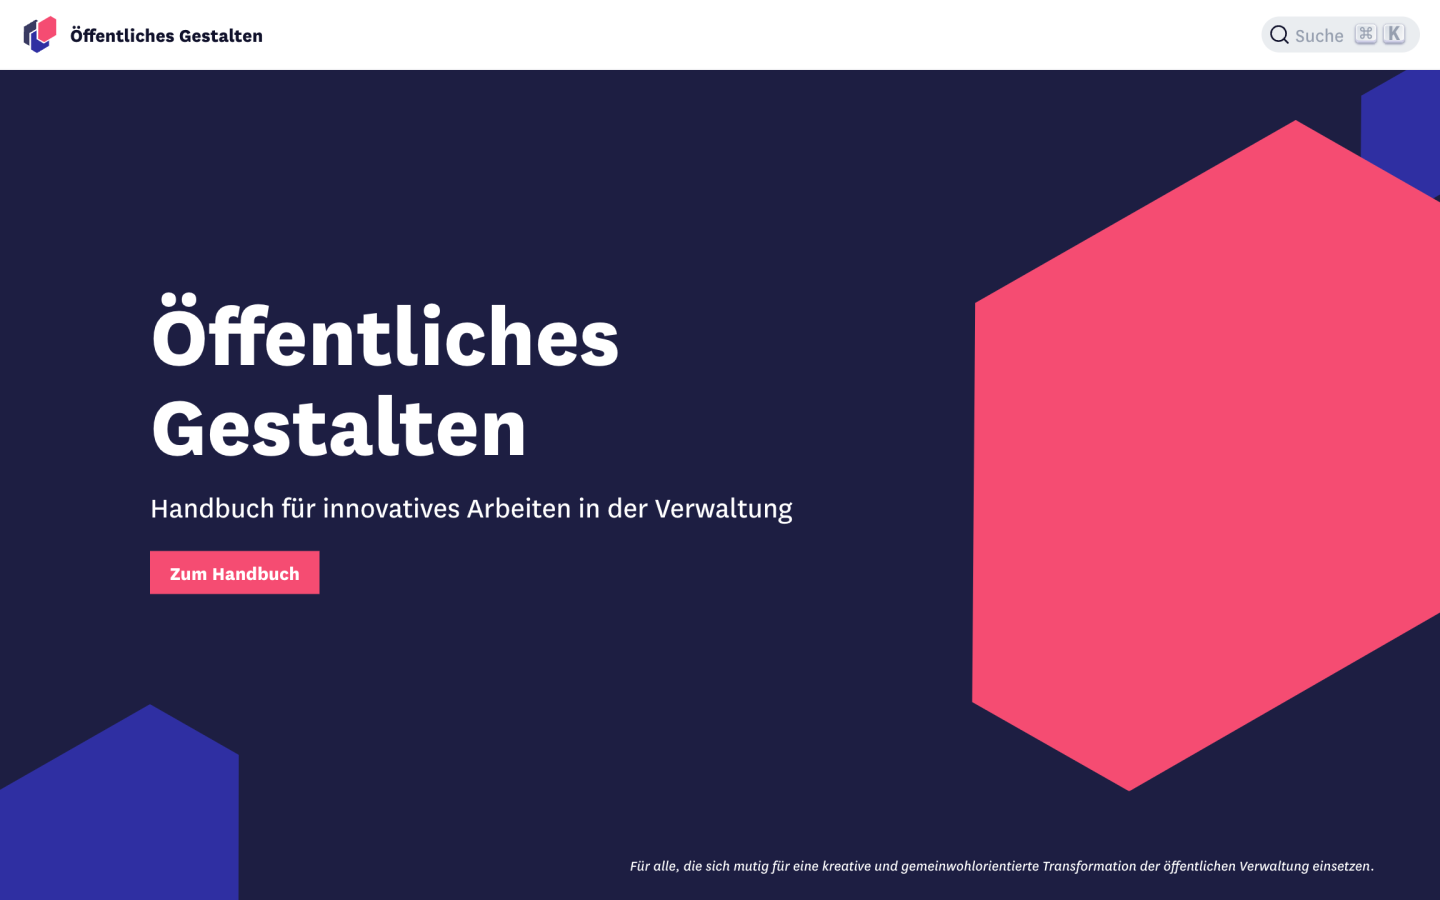 Öffentliches Gestalten
Suche ⌘ K
Öffentliches
Gestalten
Handbuch für innovatives Arbeiten in der Verwaltung
Zum Handbuch
Für alle, die sich mutig für eine kreative und gemeinwohlorientierte Transformation der öffentlichen Verwaltung einsetzen.